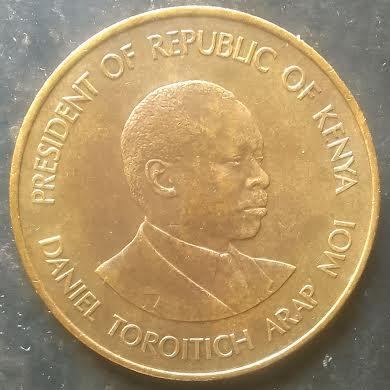 PRESIDENT OF REPUBLIC OF KENYA
DANIEL TOROITICH ARAP MOI